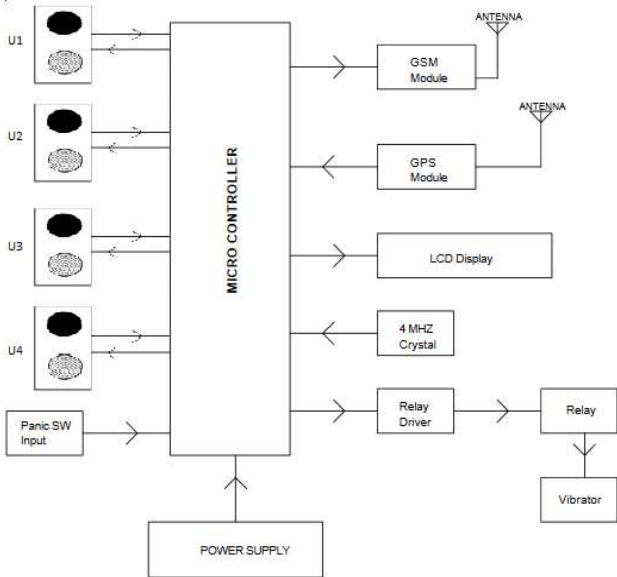 ANTENNA
U1
GSM
Module
ANTENNA
U2
GPS
Module
MICRO CONTROLLER
U3
LCD Display
U4
4 MHZ
Crystal
Panic SW
Input
Relay
Driver
Relay
Vibrator
POWER SUPPLY